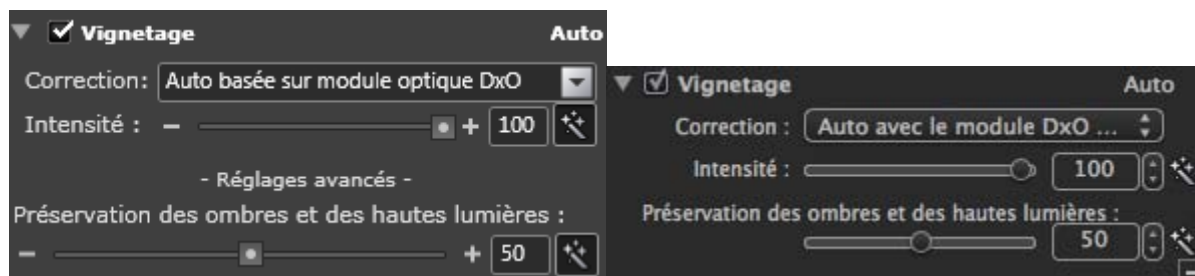 Vignetage Auto
Correction: Auto basée sur module optique DxO
Intensité : − + 100
- Réglages avancés -
Préservation des ombres et des hautes lumières :
− + 50
Vignetage Auto
Correction : Auto avec le module DxO ...
Intensité : 100
Préservation des ombres et des hautes lumières :
50